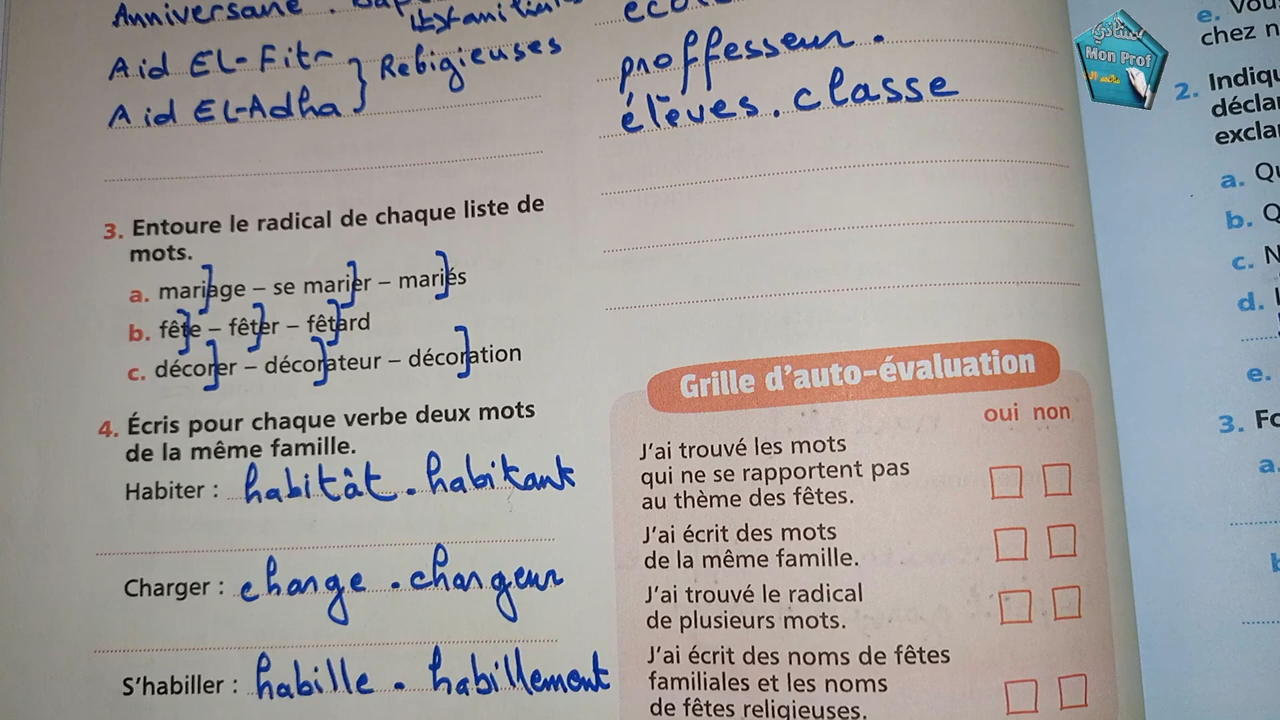 Anniversaire.
Aid El-Fitr
Aid El-Adha } Religieuses
3. Entoure le radical de chaque liste de
mots.
a. mariage – se marier – mariés
b. fête – fêter – fêtard
c. décorer – décorateur – décoration
4. Écris pour chaque verbe deux mots
de la même famille.
Habiter : habitât. habitant
Charger : charge. chargeur
S'habiller : habille. habillement
proffesseur.
élèves. classe
Grille d'auto-évaluation
oui non
J'ai trouvé les mots
qui ne se rapportent pas
au thème des fêtes.
J'ai écrit des mots
de la même famille.
J'ai trouvé le radical
de plusieurs mots.
J'ai écrit des noms de fêtes
familiales et les noms
de fêtes religieuses.
Mon Prof
e. Vou
chez n
2. Indiqu
déclar
exclar
a. Qu
b. Q
c. N
d.
e.
3. Fo
a.